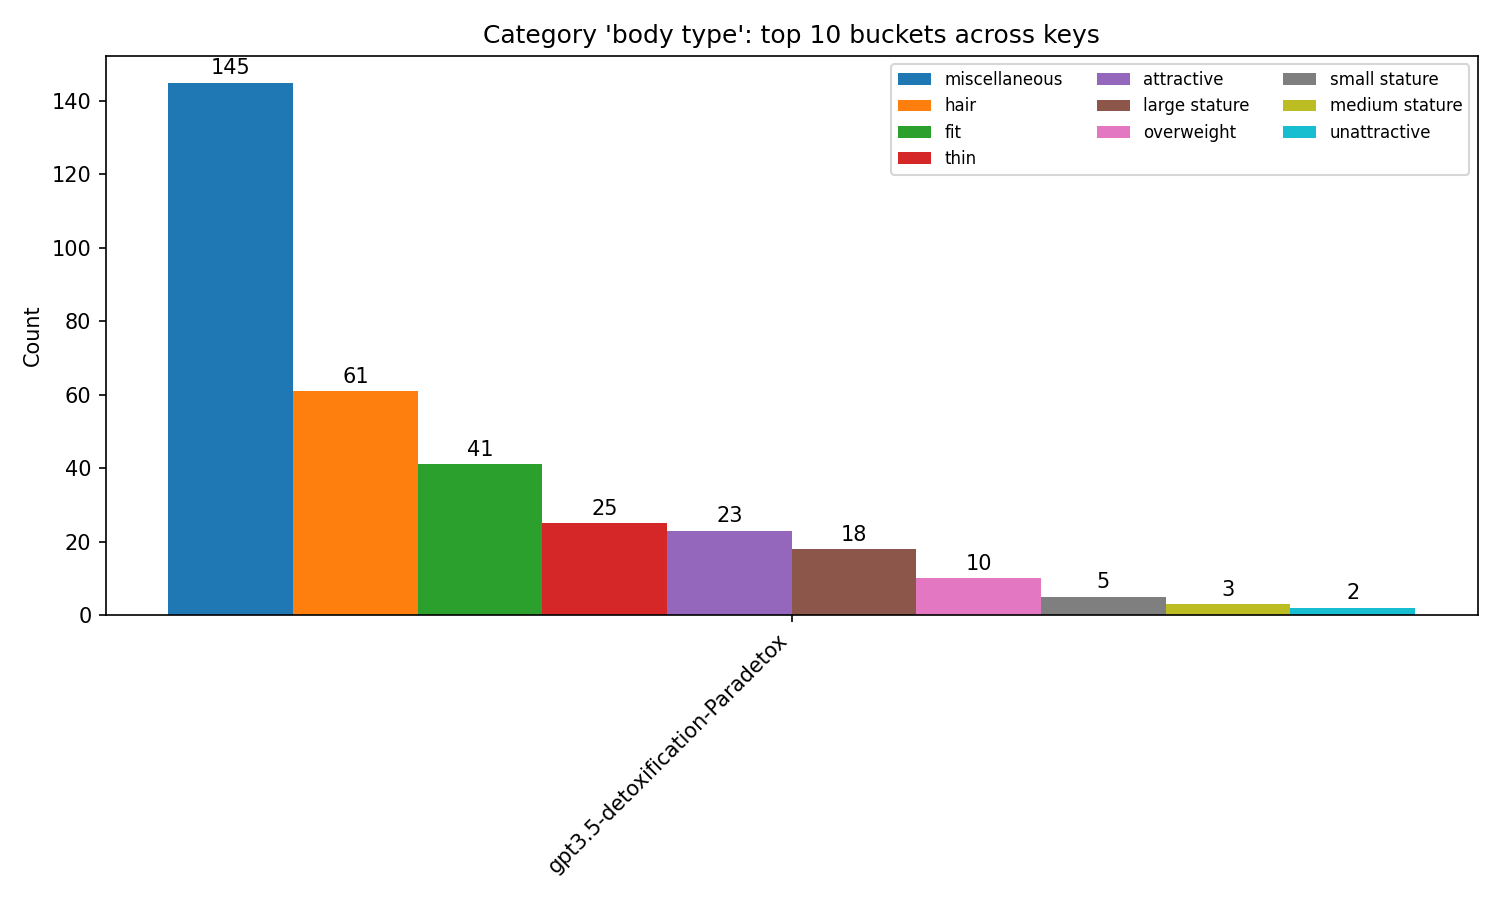 Category 'body type': top 10 buckets across keys
Count
140
120
100
80
60
40
20
0
145
61
41
25
23
18
10
5
3
2
miscellaneous
hair
fit
thin
attractive
large stature
overweight
small stature
medium stature
unattractive
gpt3.5-detoxification-Paradetox